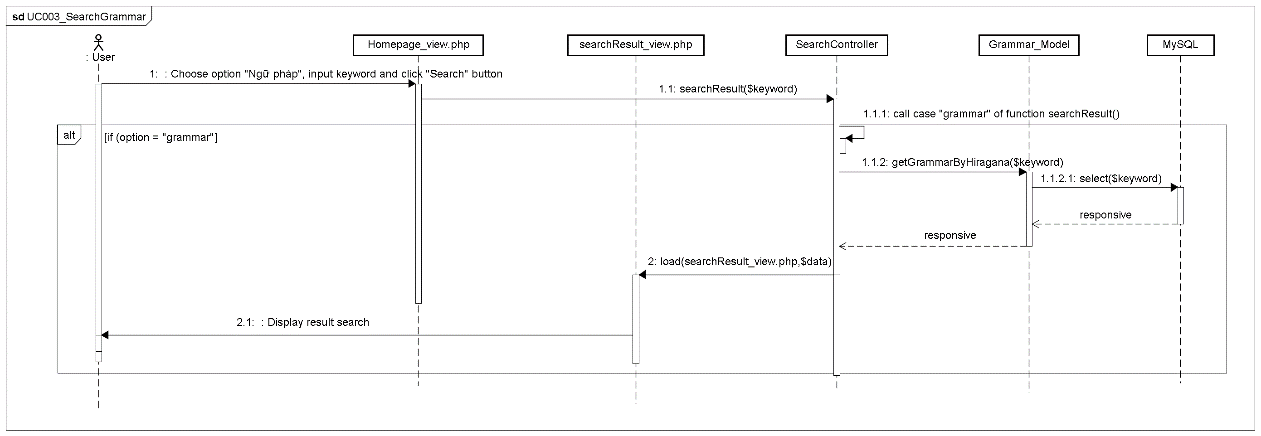 sd UC003_SearchGrammar
: User
Homepage_view.php
searchResult_view.php
SearchController
Grammar_Model
MySQL
1: : Choose option "Ngữ pháp", input keyword and click "Search" button
1.1: searchResult($keyword)
1.1.1: call case "grammar" of function searchResult()
alt
[if (option = "grammar"]
1.1.2: getGrammarByHiragana($keyword)
1.1.2.1: select($keyword)
responsive
responsive
2: load(searchResult_view.php,$data)
2.1: : Display result search